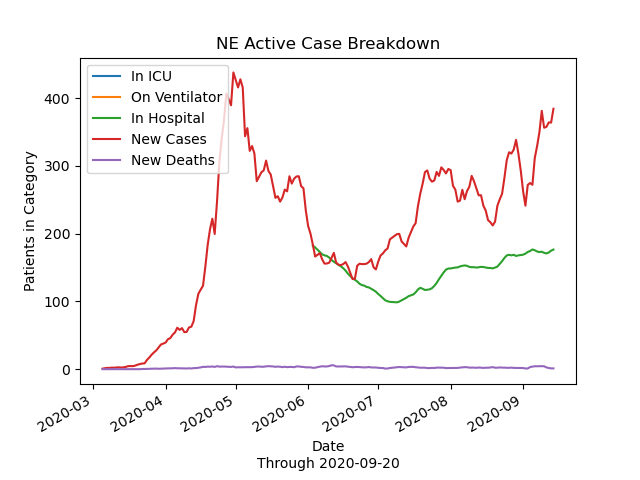 NE Active Case Breakdown
In ICU
On Ventilator
In Hospital
New Cases
New Deaths
Patients in Category
400
300
200
100
0
2020-03
2020-04
2020-05
2020-06
2020-07
2020-08
2020-09
Date
Through 2020-09-20